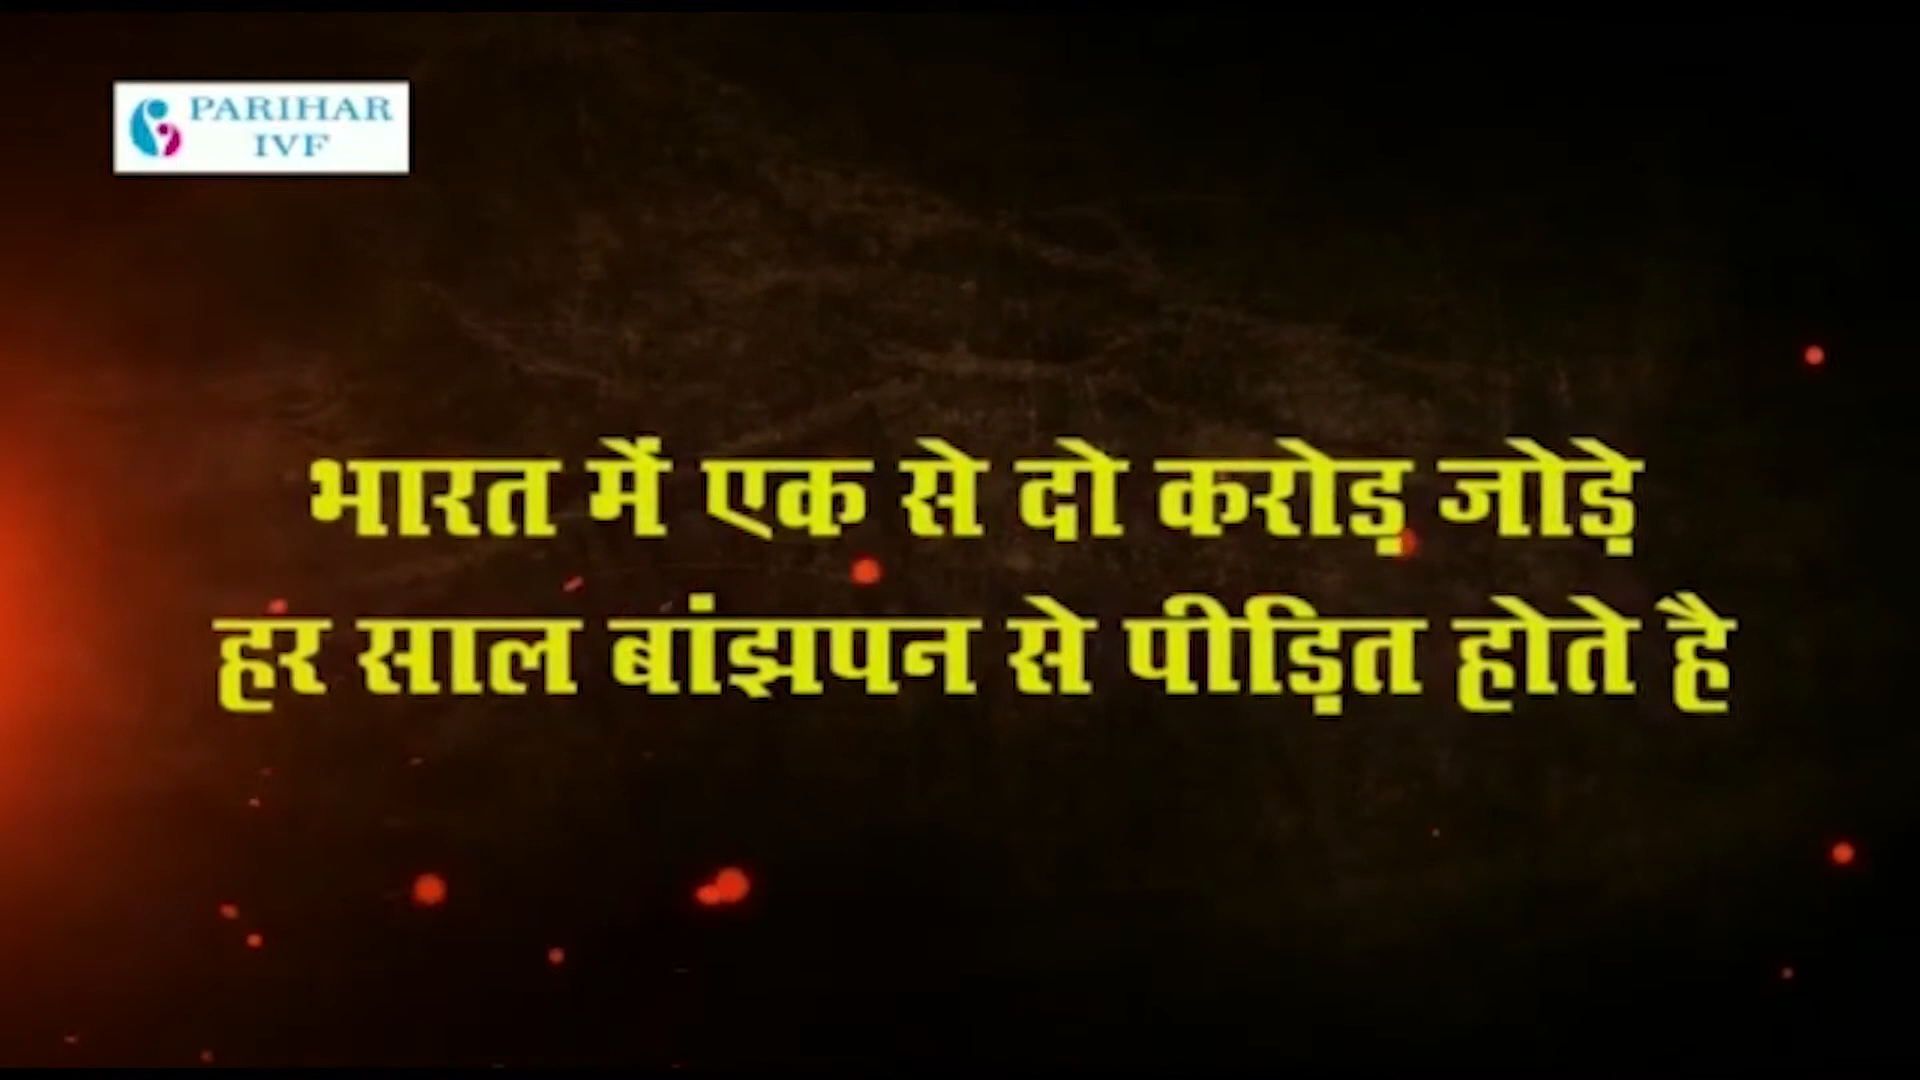 PARIHAR
IVF
भारत में एक से दो करोड़ जोड़े
हर साल बांझपन से पीड़ित होते है